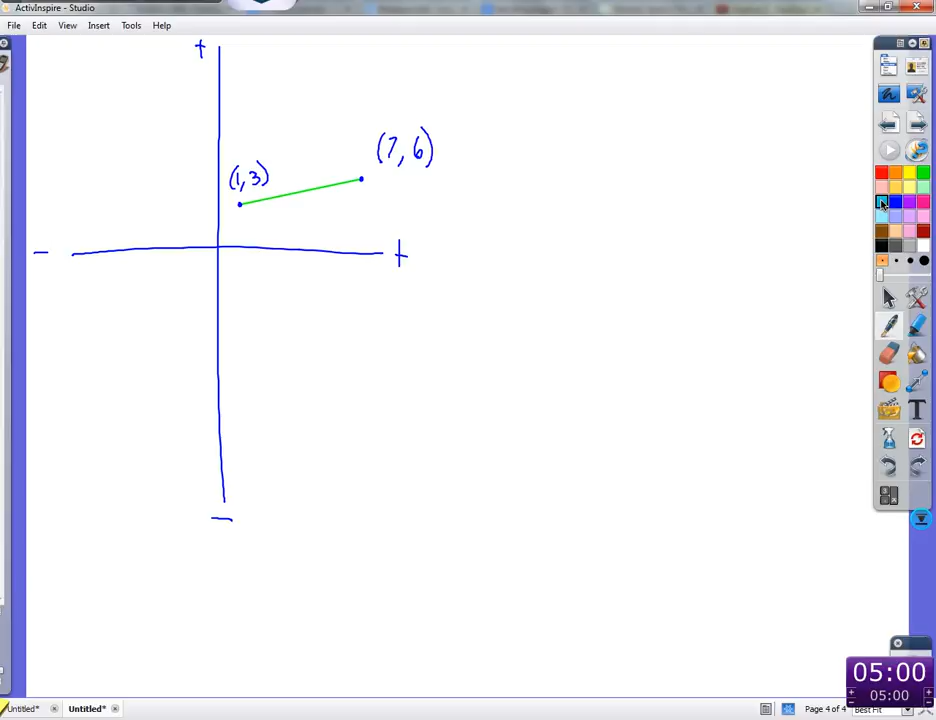 ActivInspire - Studio
File Edit View Insert Tools Help
+
(7, 6)
(1, 3)
- +
-
T
05:00
05:00
Untitled* Untitled* Page 4 of 4 Best Fit